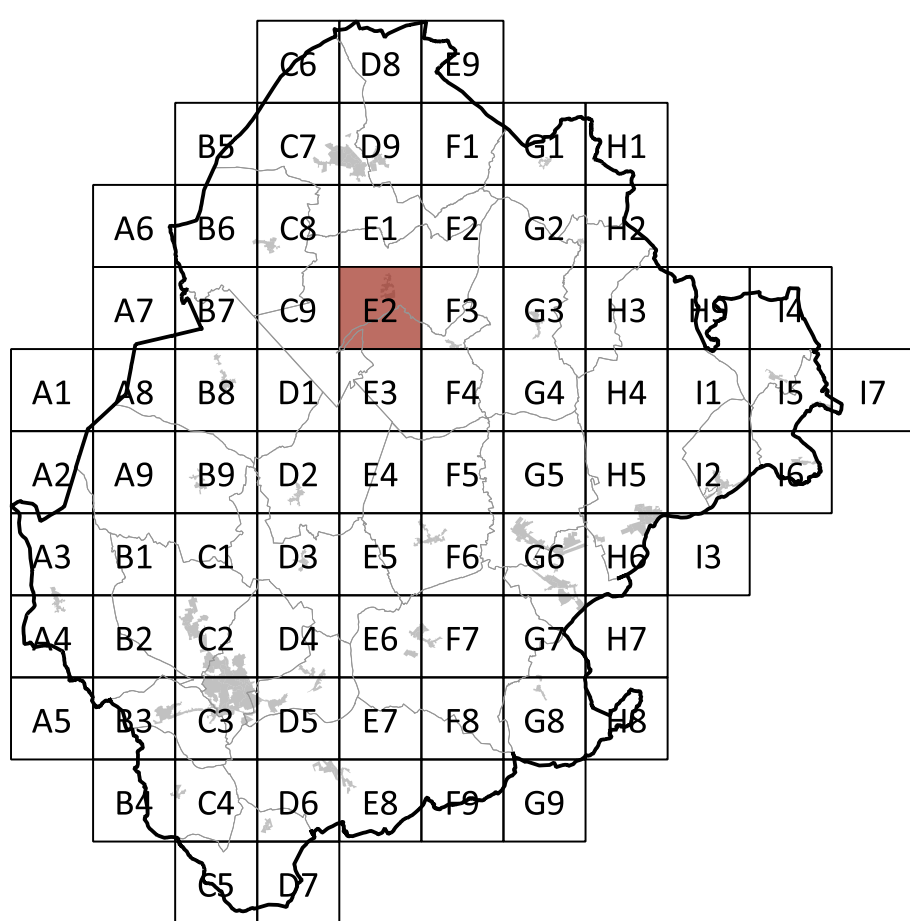 C6 D8 E9
B5 C7 D9 F1 G1 H1
A6 B6 C8 E1 F2 G2 H2
A7 B7 C9 E2 F3 G3 H3 H9 I4
A1 A8 B8 D1 E3 F4 G4 H4 I1 I5 I7
A2 A9 B9 D2 E4 F5 G5 H5 I2 I6
A3 B1 C1 D3 E5 F6 G6 H6 I3
A4 B2 C2 D4 E6 F7 G7 H7
A5 B3 C3 D5 E7 F8 G8 H8
B4 C4 D6 E8 F9 G9
C5 D7